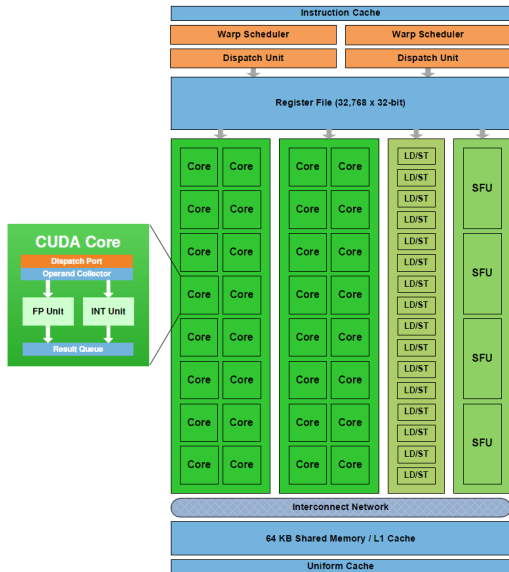 Instruction Cache
Warp Scheduler Warp Scheduler
Dispatch Unit Dispatch Unit
Register File (32,768 x 32-bit)
Core Core Core Core LD/ST SFU
LD/ST
Core Core Core Core LD/ST
LD/ST
Core Core Core Core LD/ST SFU
LD/ST
Core Core Core Core LD/ST
LD/ST
Core Core Core Core LD/ST SFU
LD/ST
Core Core Core Core LD/ST
LD/ST
Core Core Core Core LD/ST SFU
LD/ST
Core Core Core Core LD/ST
LD/ST
CUDA Core
Dispatch Port
Operand Collector
FP Unit INT Unit
Result Queue
Interconnect Network
64 KB Shared Memory / L1 Cache
Uniform Cache